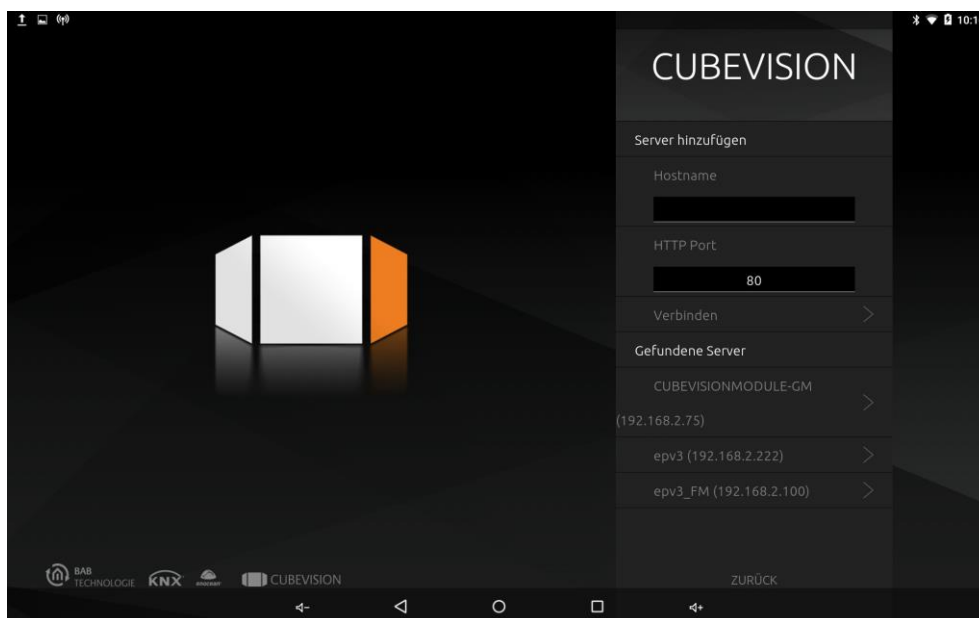 10:1
CUBEVISION
Server hinzufügen
Hostname
HTTP Port
80
Verbinden
Gefundene Server
CUBEVISIONMODULE-GM
(192.168.2.75)
epv3 (192.168.2.222)
epv3_FM (192.168.2.100)
ZURÜCK
BAB
TECHNOLOGIE
KNX
CUBEVISION